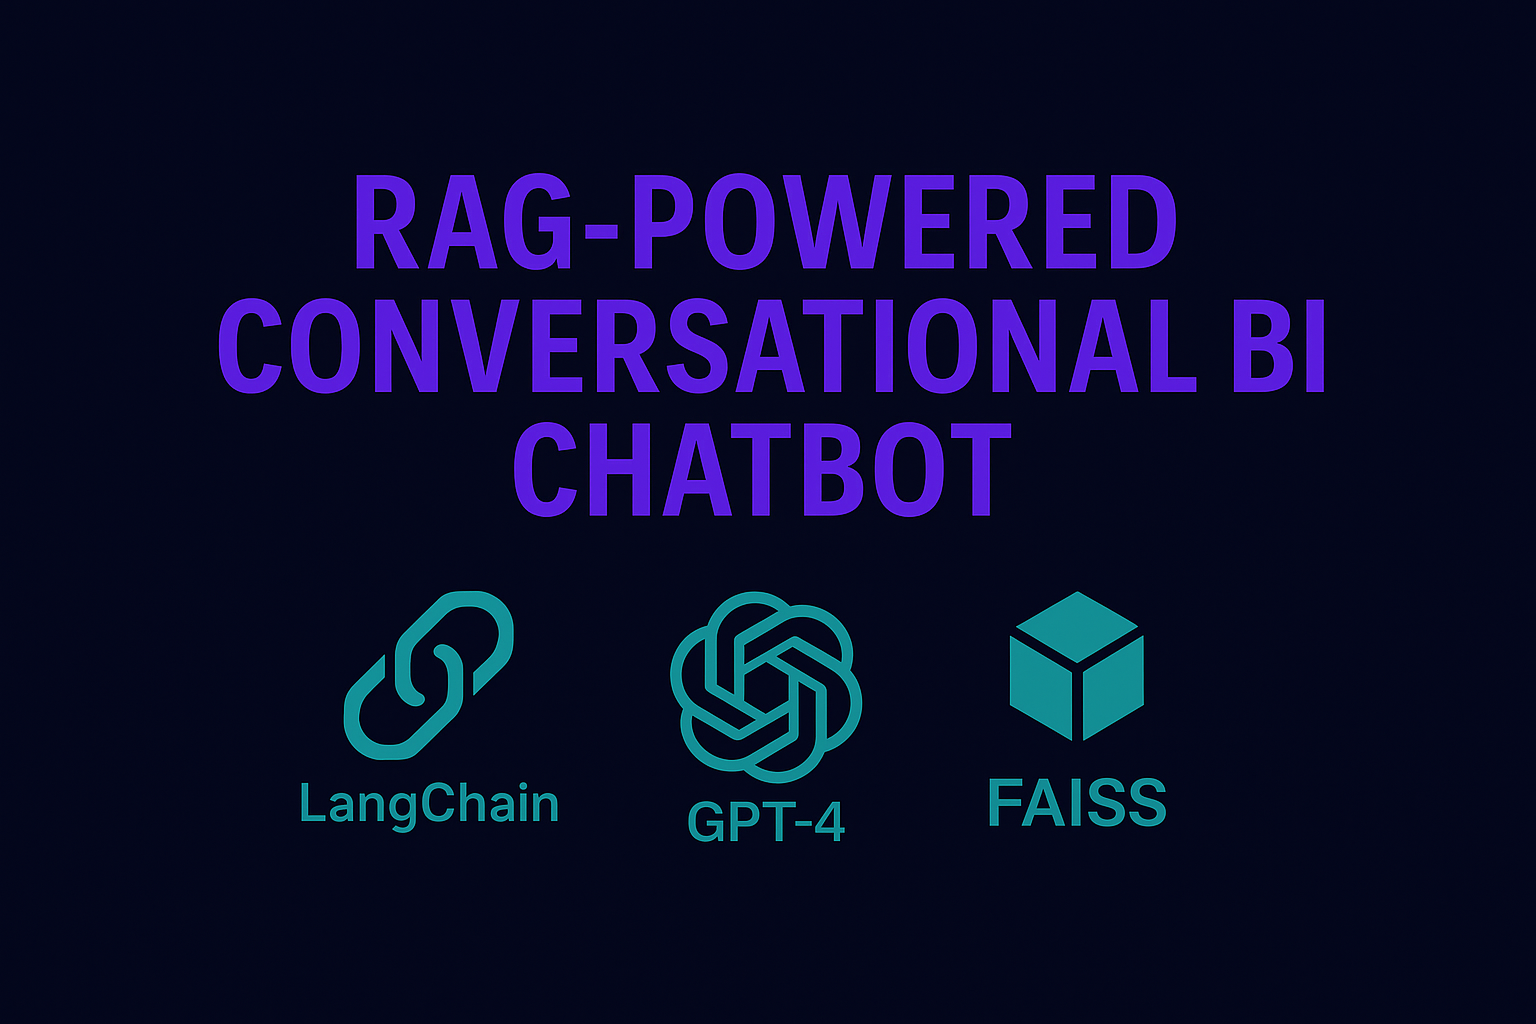 RAG-POWERED
CONVERSATIONAL BI
CHATBOT
LangChain
GPT-4
FAISS